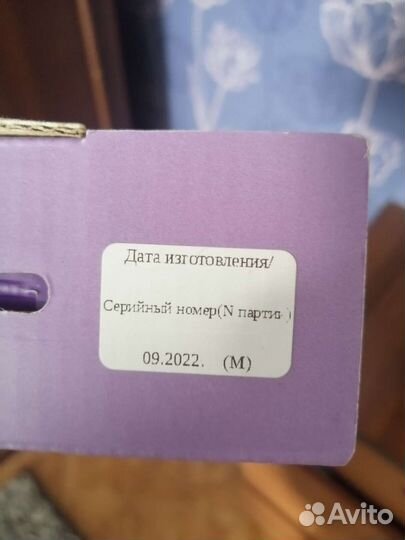 Дата изготовления/
Серийный номер(N партии)
09.2022. (М)
Avito